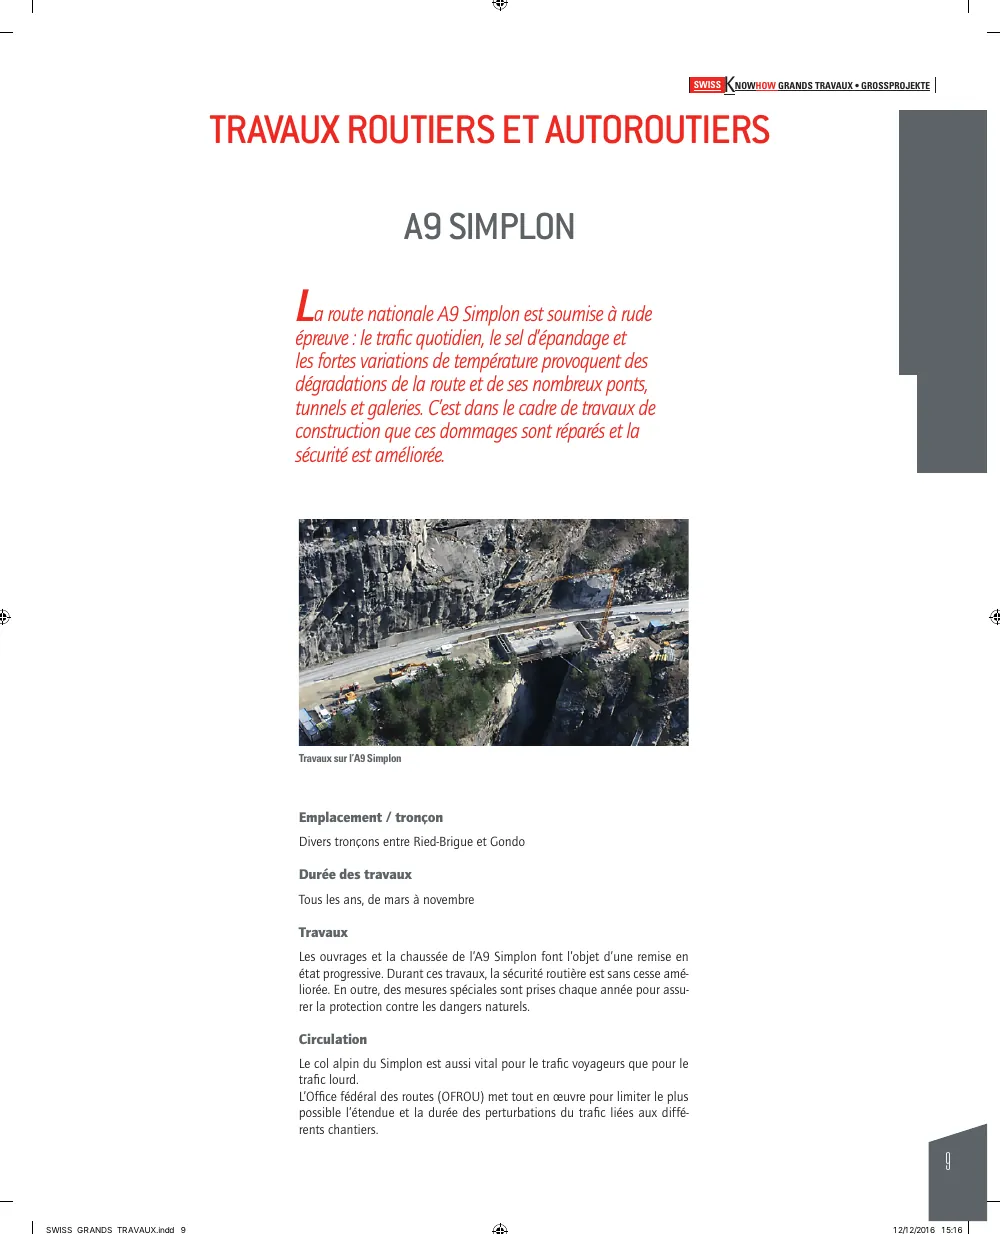 SWISS KNOWHOW GRANDS TRAVAUX • GROSSPROJEKTE
TRAVAUX ROUTIERS ET AUTOROUTIERS
A9 SIMPLON
La route nationale A9 Simplon est soumise à rude
épreuve : le trafic quotidien, le sel d’épandage et
les fortes variations de température provoquent des
dégradations de la route et de ses nombreux ponts,
tunnels et galeries. C’est dans le cadre de travaux de
construction que ces dommages sont réparés et la
sécurité est améliorée.
Travaux sur l’A9 Simplon
Emplacement / tronçon
Divers tronçons entre Ried-Brigue et Gondo
Durée des travaux
Tous les ans, de mars à novembre
Travaux
Les ouvrages et la chaussée de l’A9 Simplon font l’objet d’une remise en
état progressive. Durant ces travaux, la sécurité routière est sans cesse amé-
liorée. En outre, des mesures spéciales sont prises chaque année pour assu-
rer la protection contre les dangers naturels.
Circulation
Le col alpin du Simplon est aussi vital pour le trafic voyageurs que pour le
trafic lourd.
L’Office fédéral des routes (OFROU) met tout en œuvre pour limiter le plus
possible l’étendue et la durée des perturbations du trafic liées aux diffé-
rents chantiers.
9
SWISS GRANDS TRAVAUX.indd 9
12/12/2016 15:16